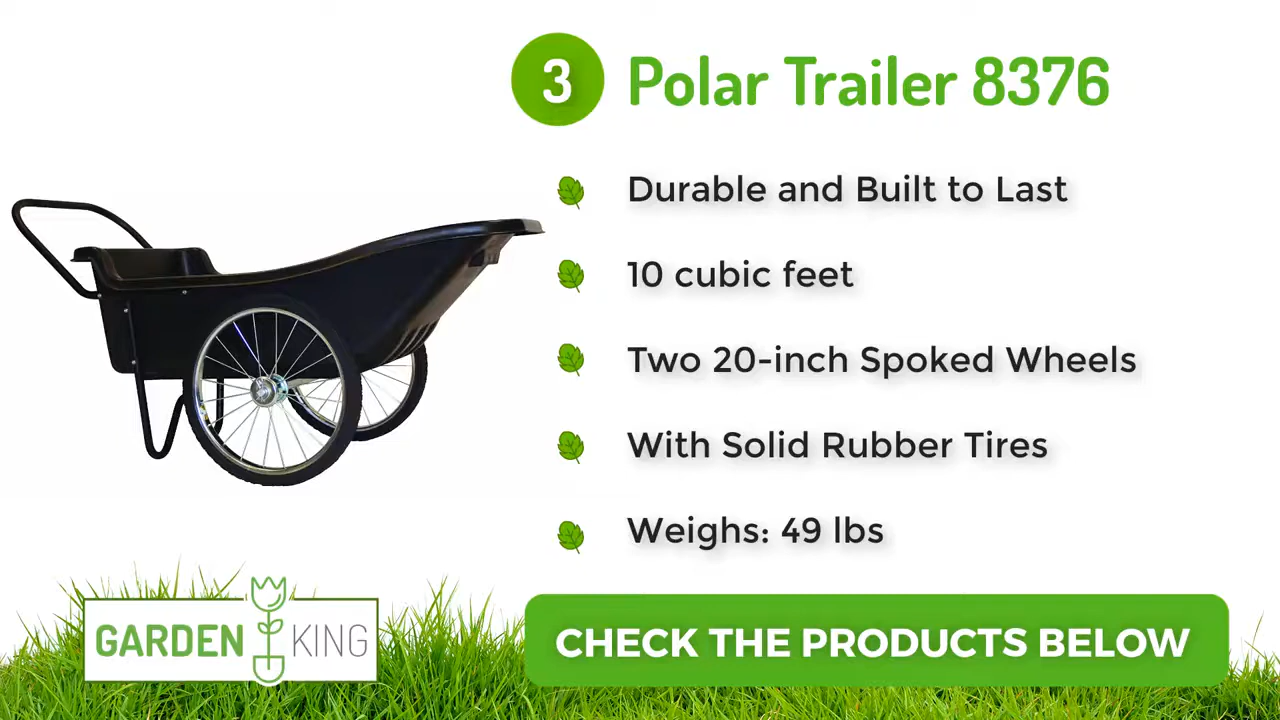 3 Polar Trailer 8376
Durable and Built to Last
10 cubic feet
Two 20-inch Spoked Wheels
With Solid Rubber Tires
Weighs: 49 lbs
GARDEN KING
CHECK THE PRODUCTS BELOW